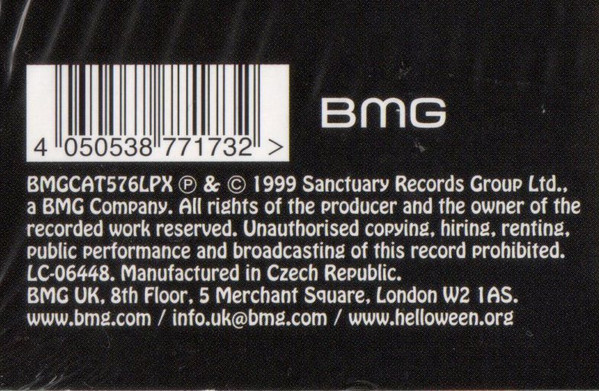 BMG
4 050538 771732 >
BMGCAT576LPX ℗ & © 1999 Sanctuary Records Group Ltd.,
a BMG Company. All rights of the producer and the owner of the
recorded work reserved. Unauthorised copying, hiring, renting,
public performance and broadcasting of this record prohibited.
LC-06448. Manufactured in Czech Republic.
BMG UK, 8th Floor, 5 Merchant Square, London W2 1AS.
www.bmg.com / info.uk@bmg.com / www.helloween.org